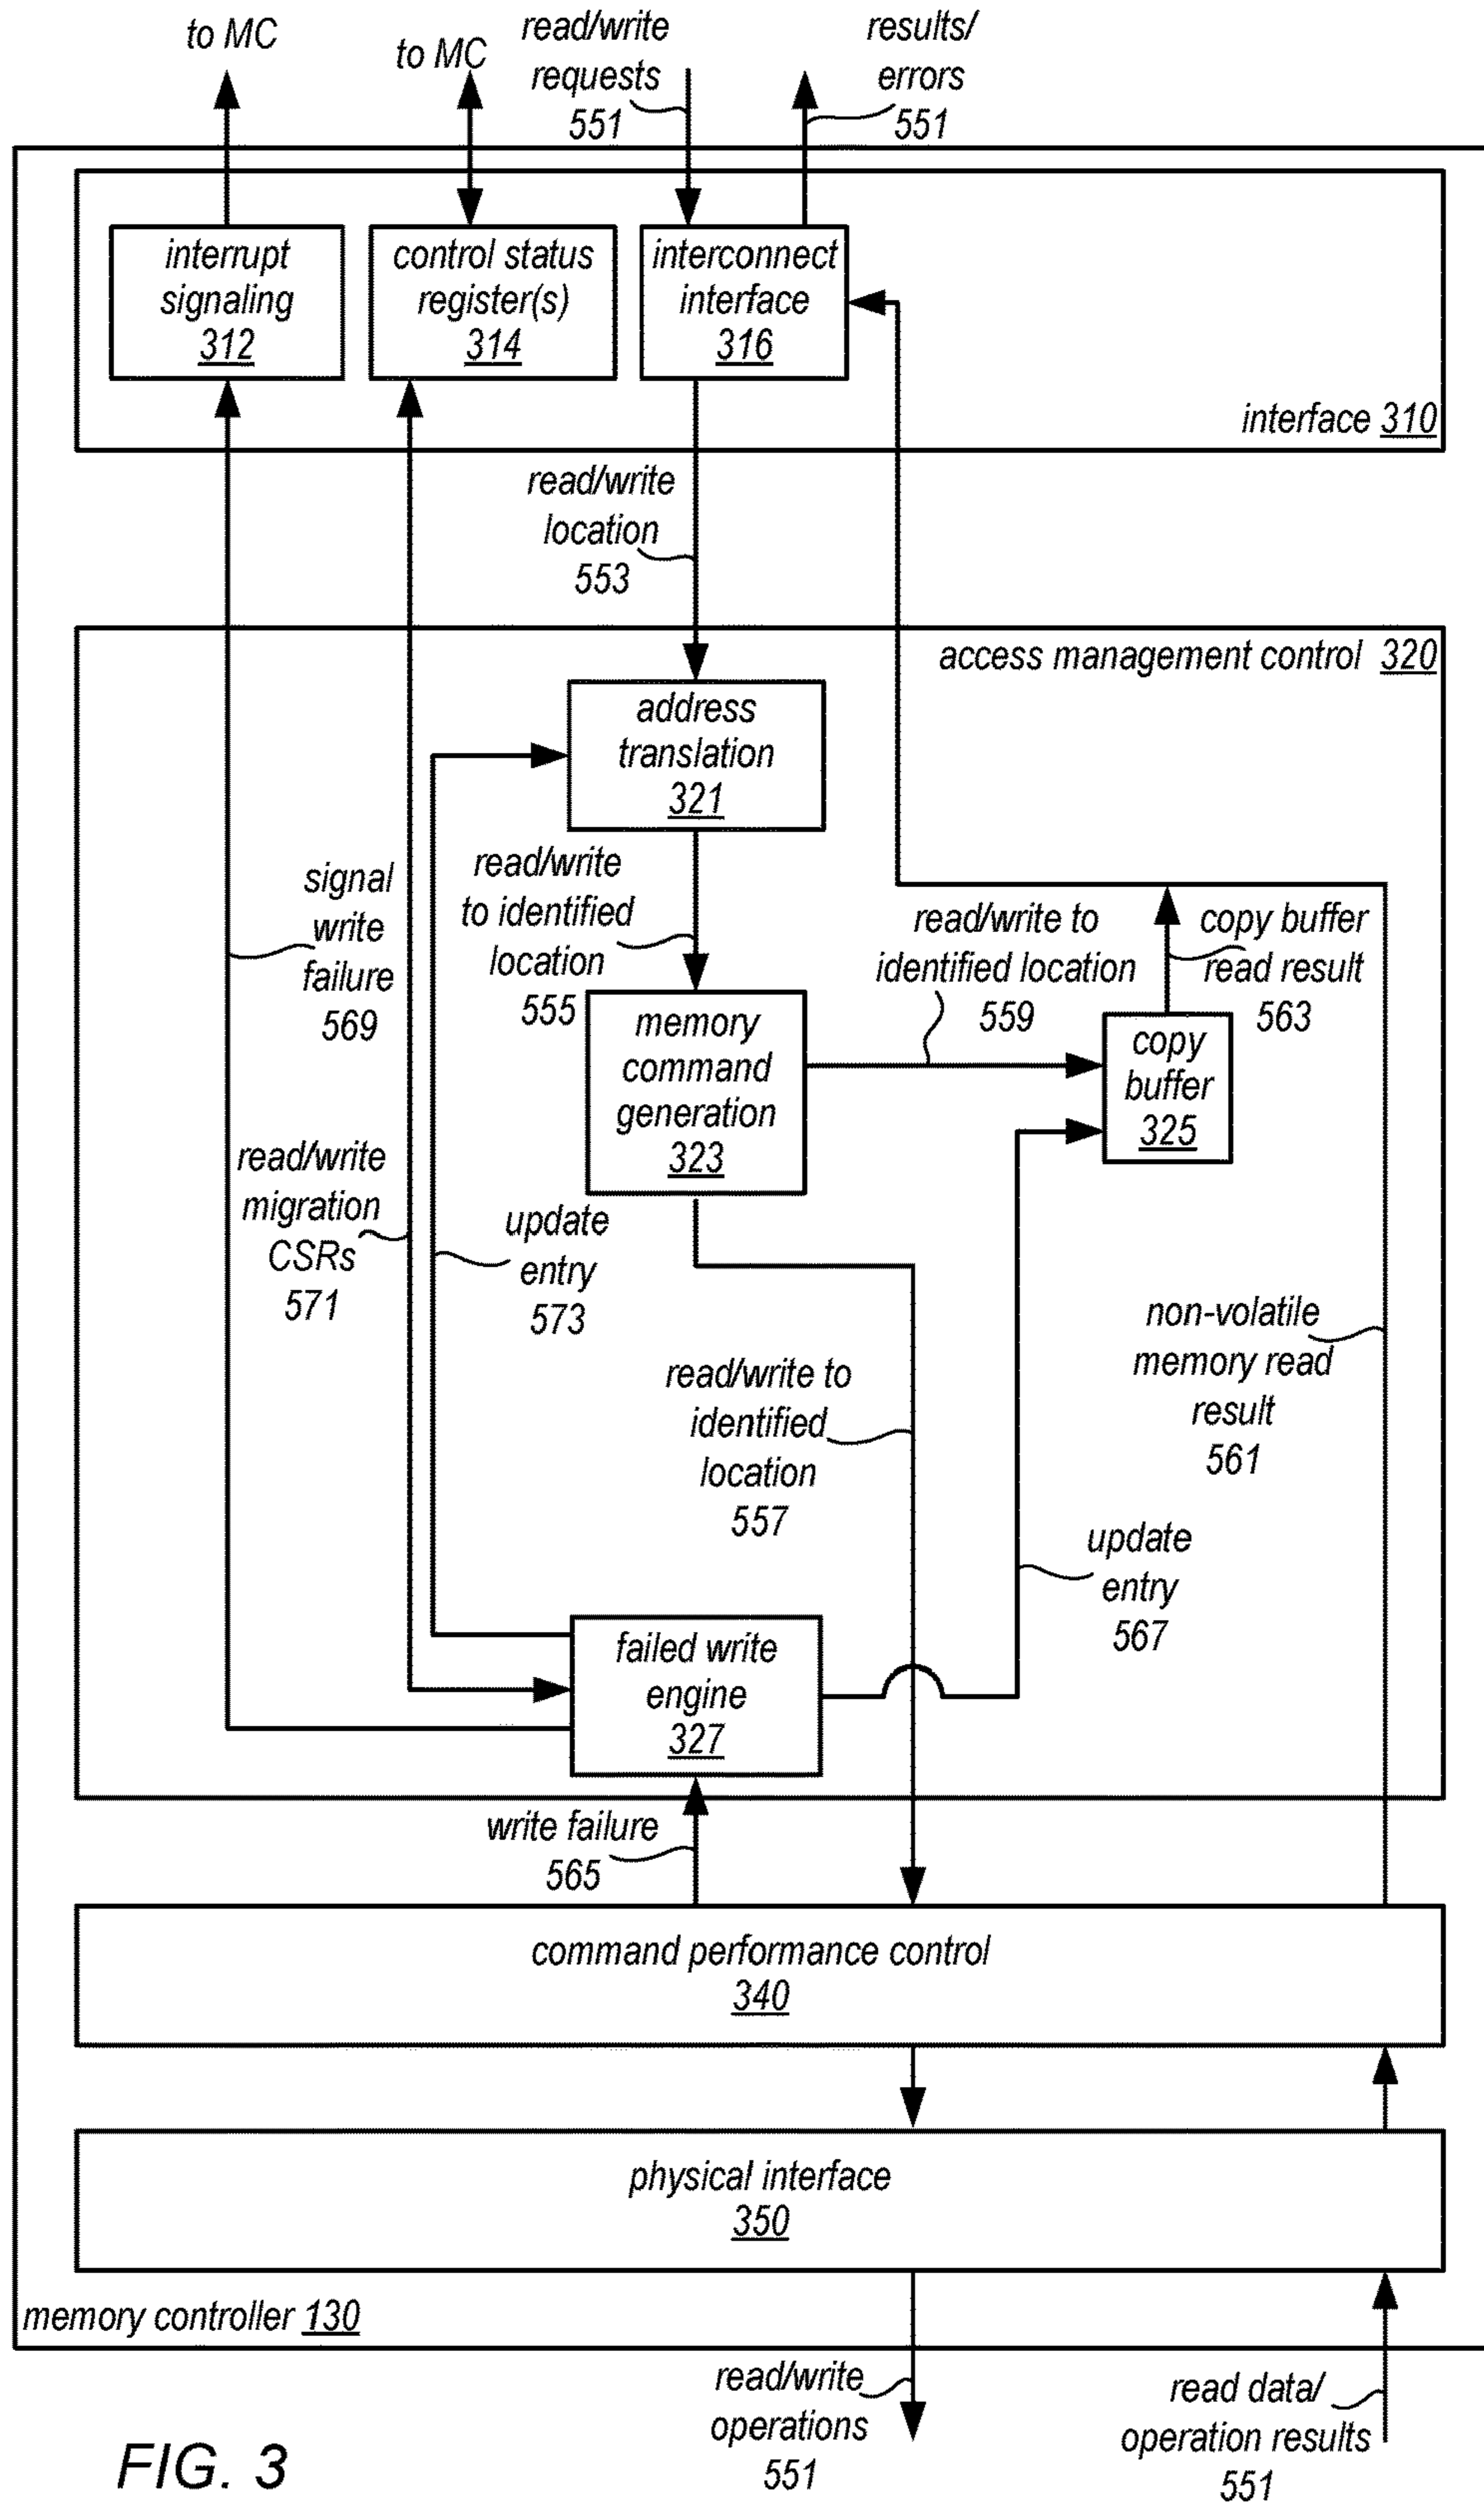 to MC
to MC
read/write
requests
551
results/
errors
551
interrupt
signaling
312
control status
register(s)
314
interconnect
interface
316
interface 310
read/write
location
553
access management control 320
address
translation
321
signal
write
failure
569
read/write
to identified
location
555
read/write to
identified location
559
copy buffer
read result
563
memory
command
generation
323
copy
buffer
325
read/write
migration
CSRs
571
update
entry
573
non-volatile
memory read
result
561
read/write to
identified
location
557
update
entry
567
failed write
engine
327
write failure
565
command performance control
340
physical interface
350
memory controller 130
read/write
operations
551
read data/
operation results
551
FIG. 3